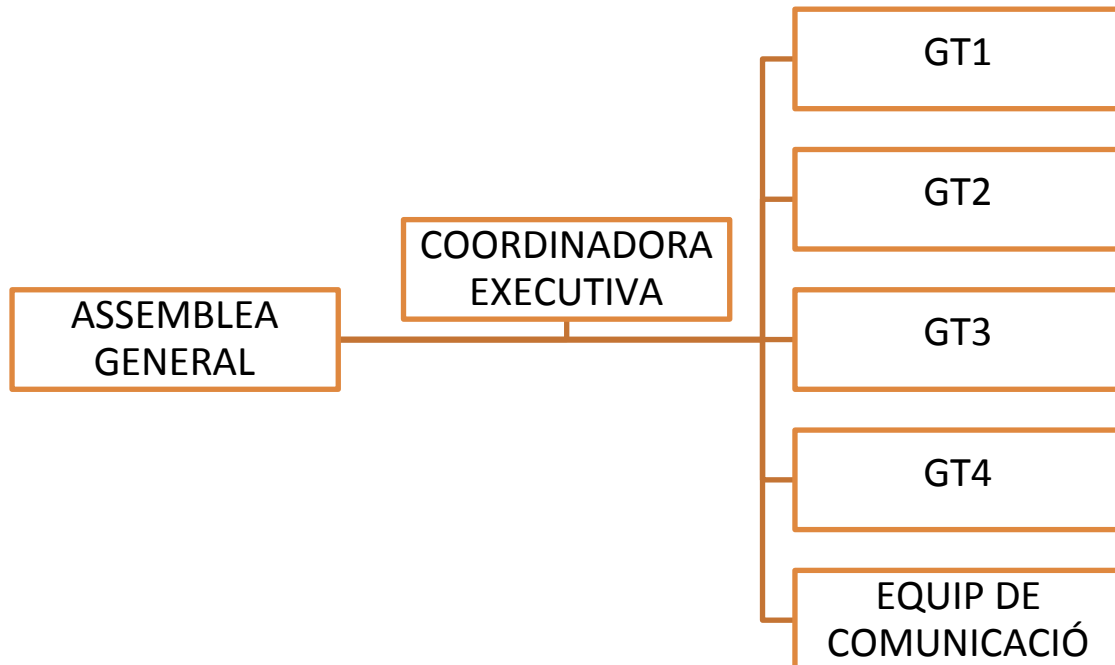 ASSEMBLEA
GENERAL
COORDINADORA
EXECUTIVA
GT1
GT2
GT3
GT4
EQUIP DE
COMUNICACIÓ